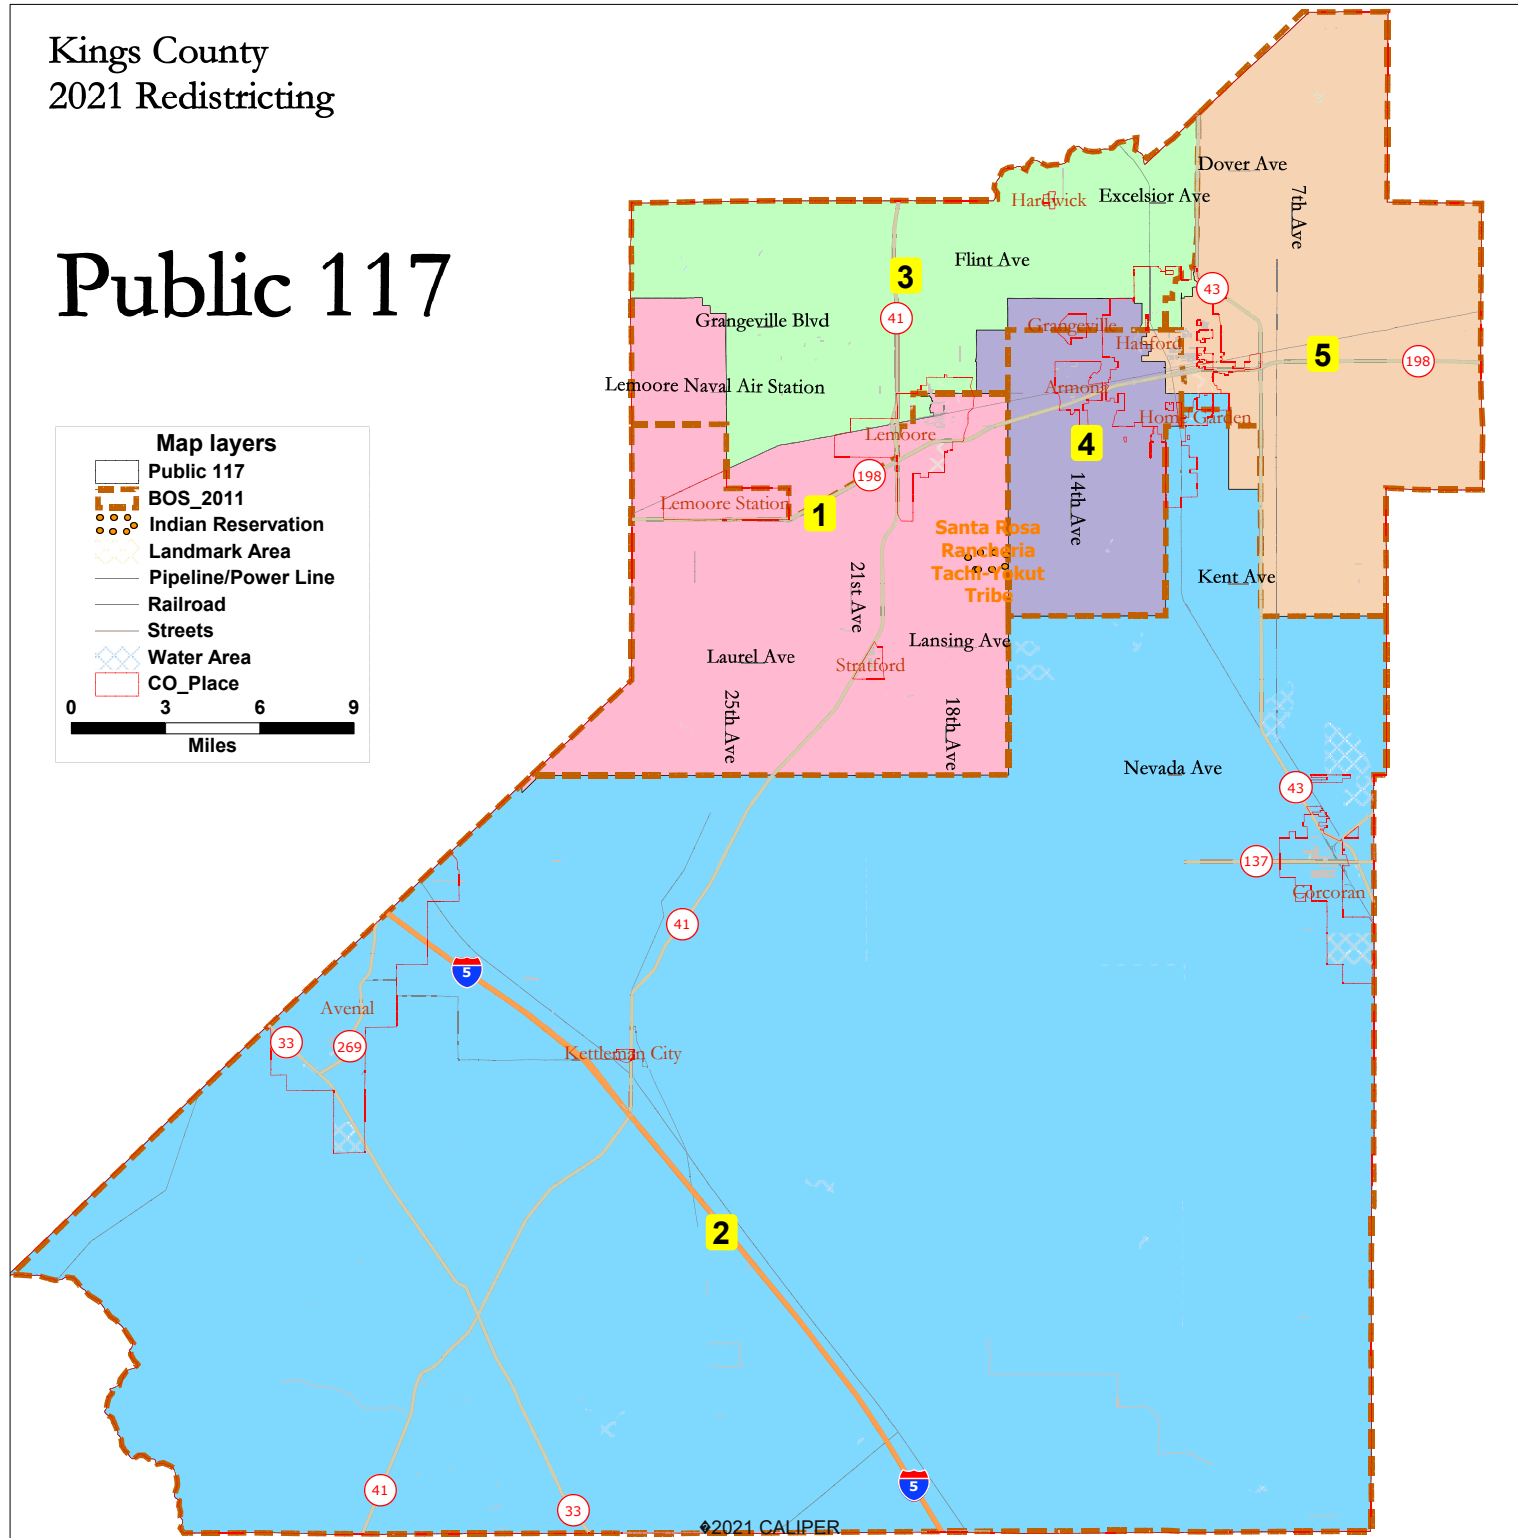 Kings County
2021 Redistricting
Public 117
Dover Ave
Hardwick
Excelsior Ave
7th Ave
Flint Ave
3
43
41
Grangeville Blvd
Grangeville
Hanford
5
198
Lemoore Naval Air Station
Armona
Home Garden
Lemoore
4
198
Lemoore Station
1
14th Ave
Santa Rosa
Rancheria
Tachi-Yokut
Tribe
21st Ave
Kent Ave
Lansing Ave
Laurel Ave
Stratford
25th Ave
18th Ave
Nevada Ave
43
137
Corcoran
41
5
Avenal
33
269
Kettleman City
2
41
33
5
Map layers
Public 117
BOS_2011
Indian Reservation
Landmark Area
Pipeline/Power Line
Railroad
Streets
Water Area
CO_Place
0 3 6 9
Miles
�2021 CALIPER